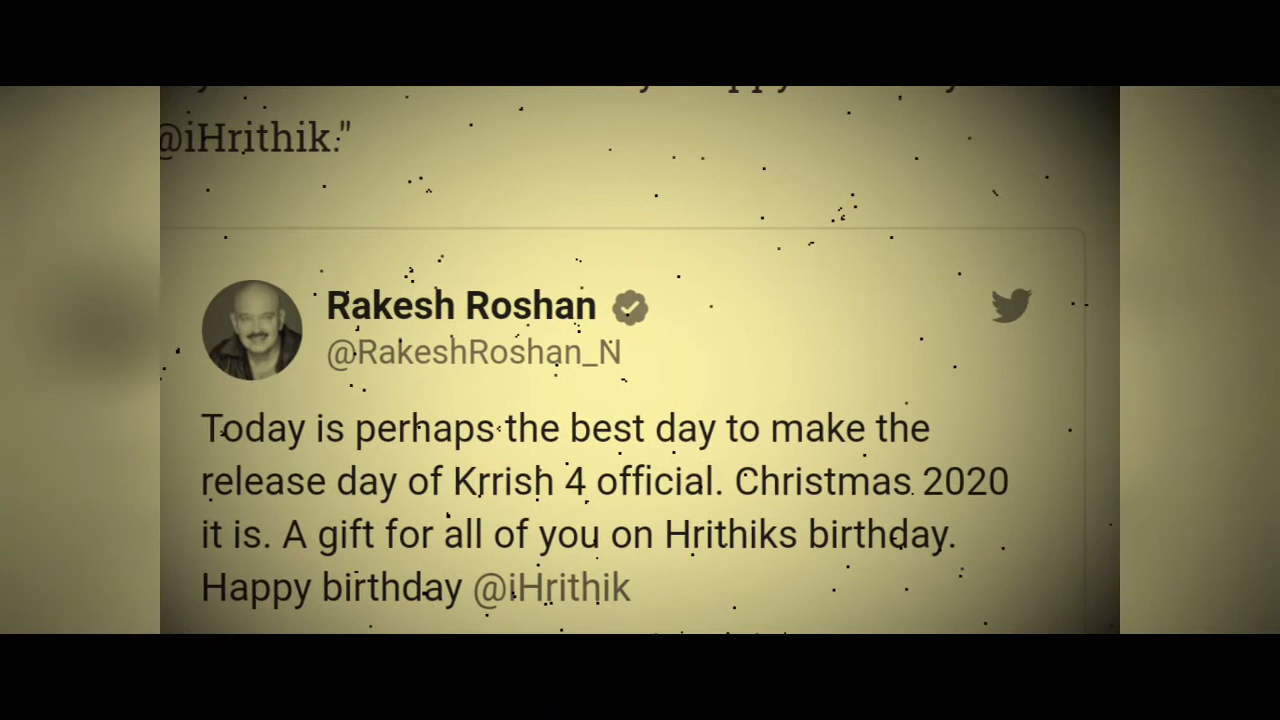 @iHrithik."
Rakesh Roshan
@RakeshRoshan_N
Today is perhaps the best day to make the
release day of Krrish 4 official. Christmas 2020
it is. A gift for all of you on Hrithiks birthday.
Happy birthday @iHrithik